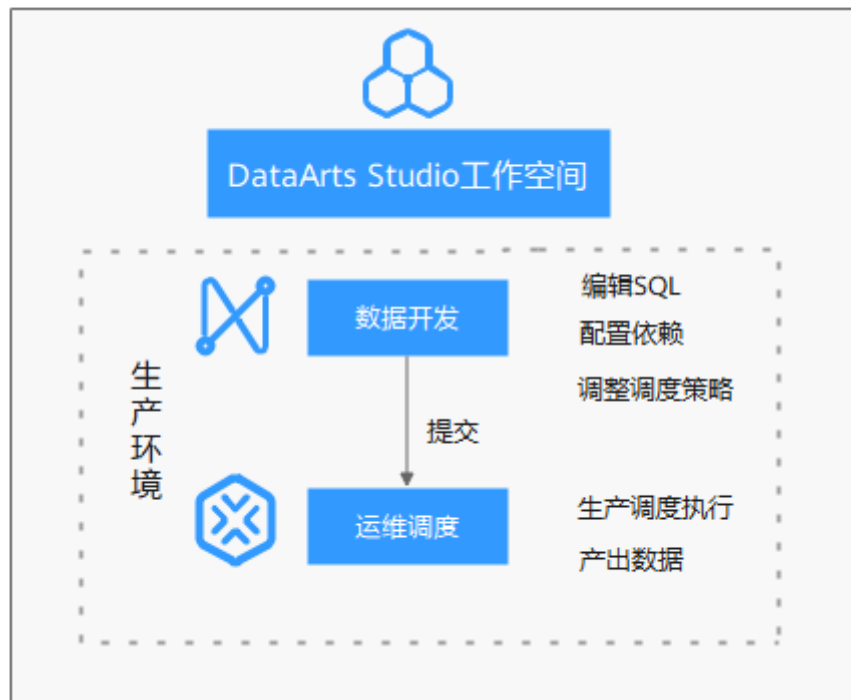 DataArts Studio工作空间
数据开发
编辑SQL
配置依赖
调整调度策略
生产环境
提交
运维调度
生产调度执行
产出数据